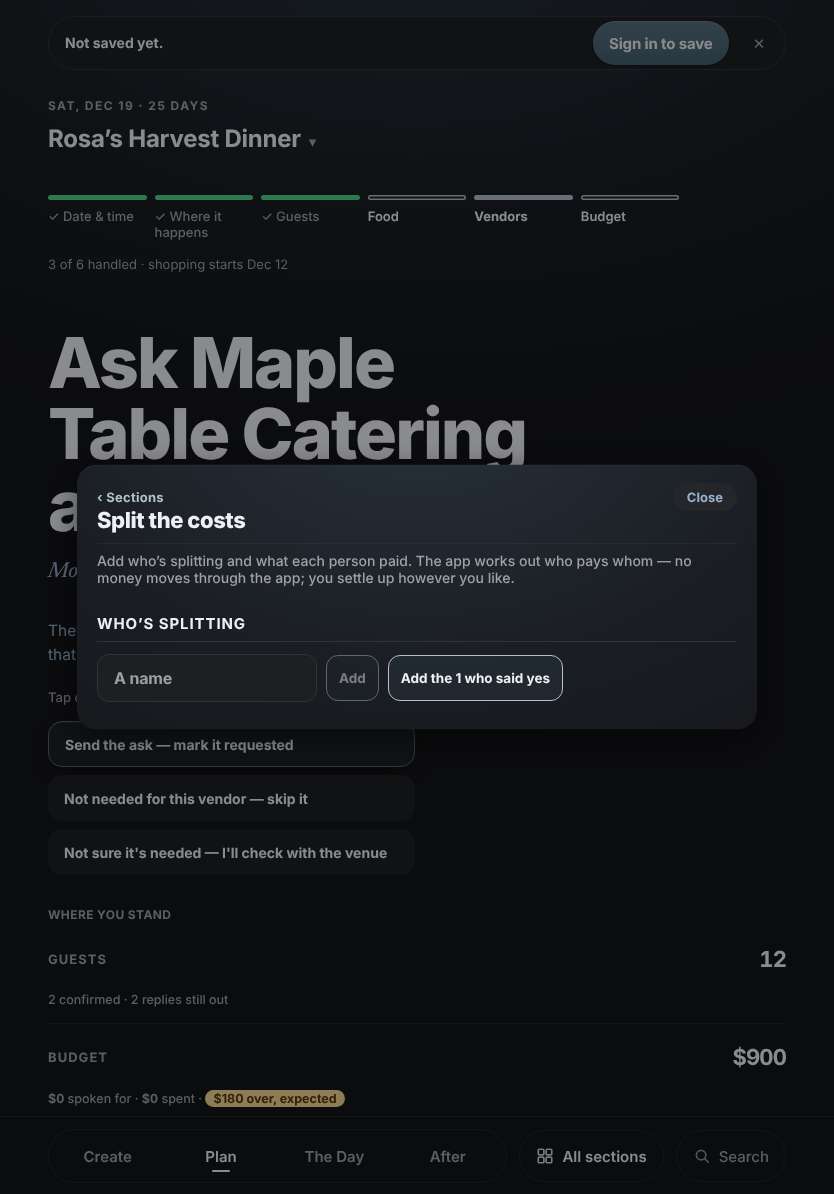 Not saved yet.
Sign in to save
×
SAT, DEC 19 · 25 DAYS
Rosa’s Harvest Dinner ▾
✓ Date & time
✓ Where it
happens
✓ Guests
Food
Vendors
Budget
3 of 6 handled · shopping starts Dec 12
Ask Maple
Table Catering
a
Mo
‹ Sections
Close
Split the costs
Add who’s splitting and what each person paid. The app works out who pays whom — no
money moves through the app; you settle up however you like.
WHO’S SPLITTING
A name
Add
Add the 1 who said yes
The
that
Tap
Send the ask — mark it requested
Not needed for this vendor — skip it
Not sure it's needed — I'll check with the venue
WHERE YOU STAND
GUESTS
12
2 confirmed · 2 replies still out
BUDGET
$900
$0 spoken for · $0 spent · $180 over, expected
Create
Plan
The Day
After
All sections
Search